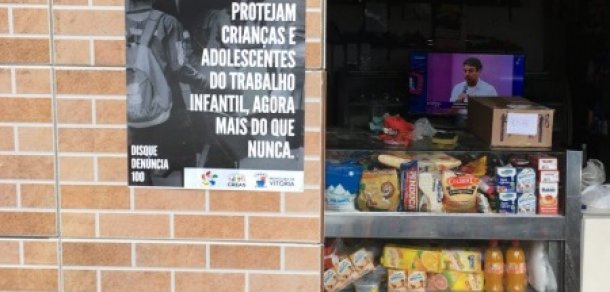 PROTEJAM
CRIANÇAS E
ADOLESCENTES
DO TRABALHO
INFANTIL, AGORA
MAIS DO QUE
NUNCA.
DISQUE
DENÚNCIA
100
CREAS
VITÓRIA